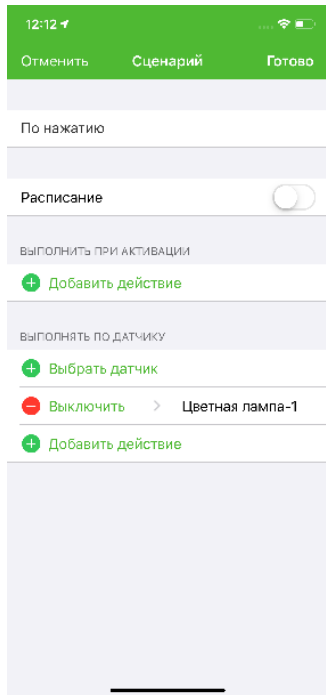 12:12
Отменить Сценарий Готово
По нажатию
Расписание
ВЫПОЛНИТЬ ПРИ АКТИВАЦИИ
Добавить действие
ВЫПОЛНЯТЬ ПО ДАТЧИКУ
Выбрать датчик
Выключить Цветная лампа-1
Добавить действие